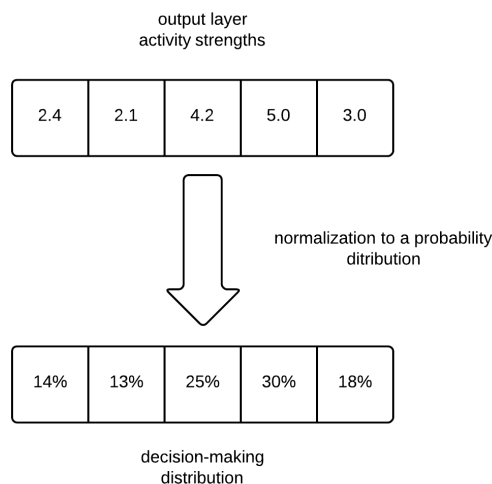 output layer
activity strengths
2.4 2.1 4.2 5.0 3.0
normalization to a probability
ditribution
14% 13% 25% 30% 18%
decision-making
distribution